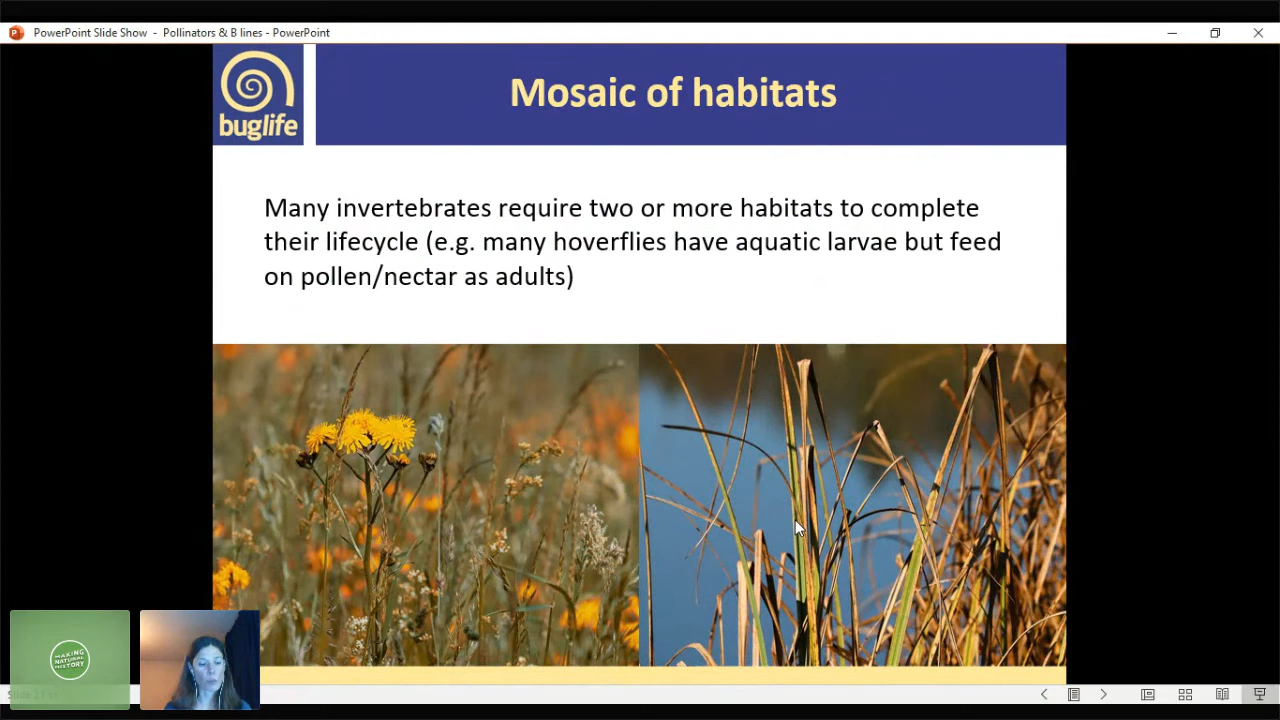 PowerPoint Slide Show - Pollinators & B lines - PowerPoint
buglife
Mosaic of habitats
Many invertebrates require two or more habitats to complete
their lifecycle (e.g. many hoverflies have aquatic larvae but feed
on pollen/nectar as adults)
MAKING
NATURAL
HISTORY